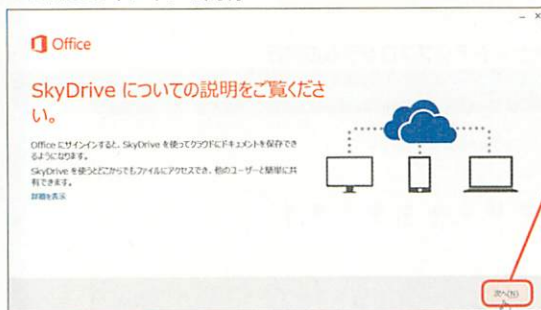 Office
SkyDrive についての説明をご覧くださ
い。
Office にサインインすると、SkyDrive を使ってクラウドにドキュメントを保存でき
るようになります。
SkyDrive を使うとどこからでもファイルにアクセスでき、他のユーザーと簡単に共
有できます。
詳細を表示
次へ(N)